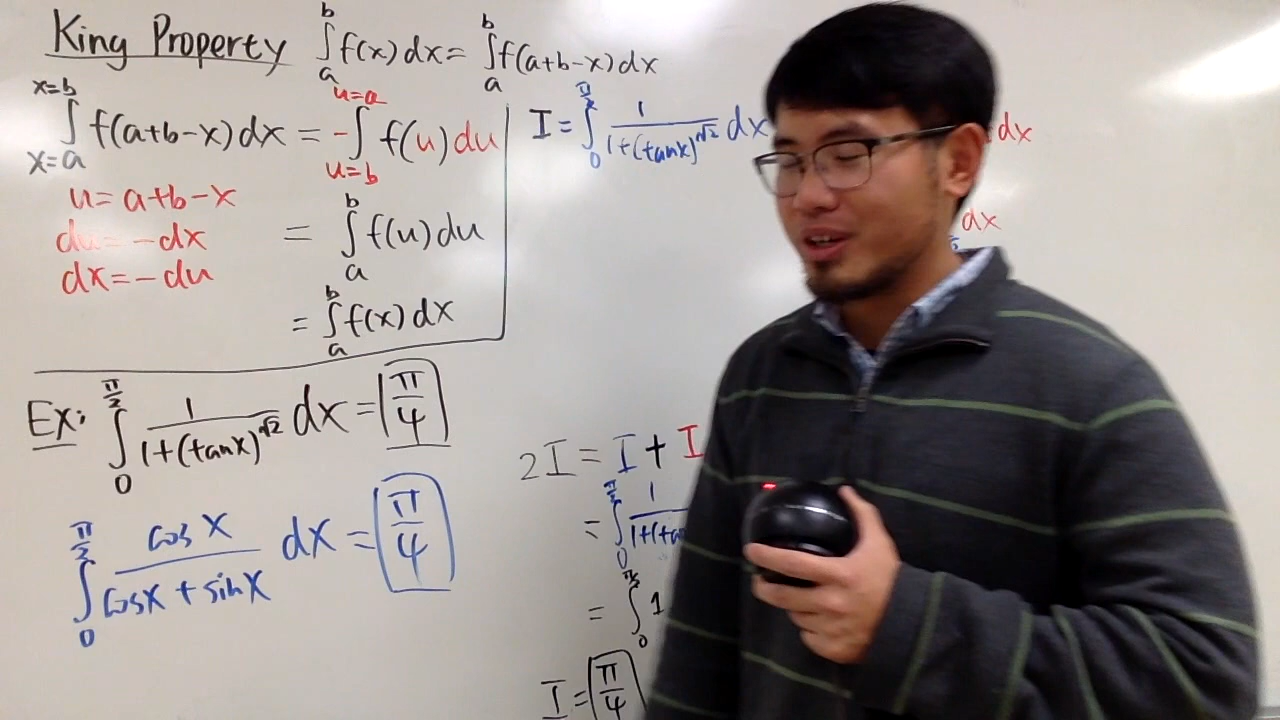 King Property ∫_a^b f(x)dx = ∫_a^b f(a+b-x)dx
∫_{x=a}^{x=b} f(a+b-x)dx = -∫_{u=b}^{u=a} f(u)du
u=a+b-x
du=-dx
dx=-du
= ∫_a^b f(u)du
= ∫_a^b f(x)dx
Ex: ∫_0^{π/2} 1/(1+(tanx)^{√2}) dx = π/4
∫_0^{π/2} cos x/(cosx + sinx) dx = π/4
I = ∫_0^{π/2} 1/(1+(tanx)^{√2}) dx
dx
dx
2I = I + I
= ∫_0^{π/2} 1/(1+(ta
= ∫_0^{π/2} 1
I = π/4